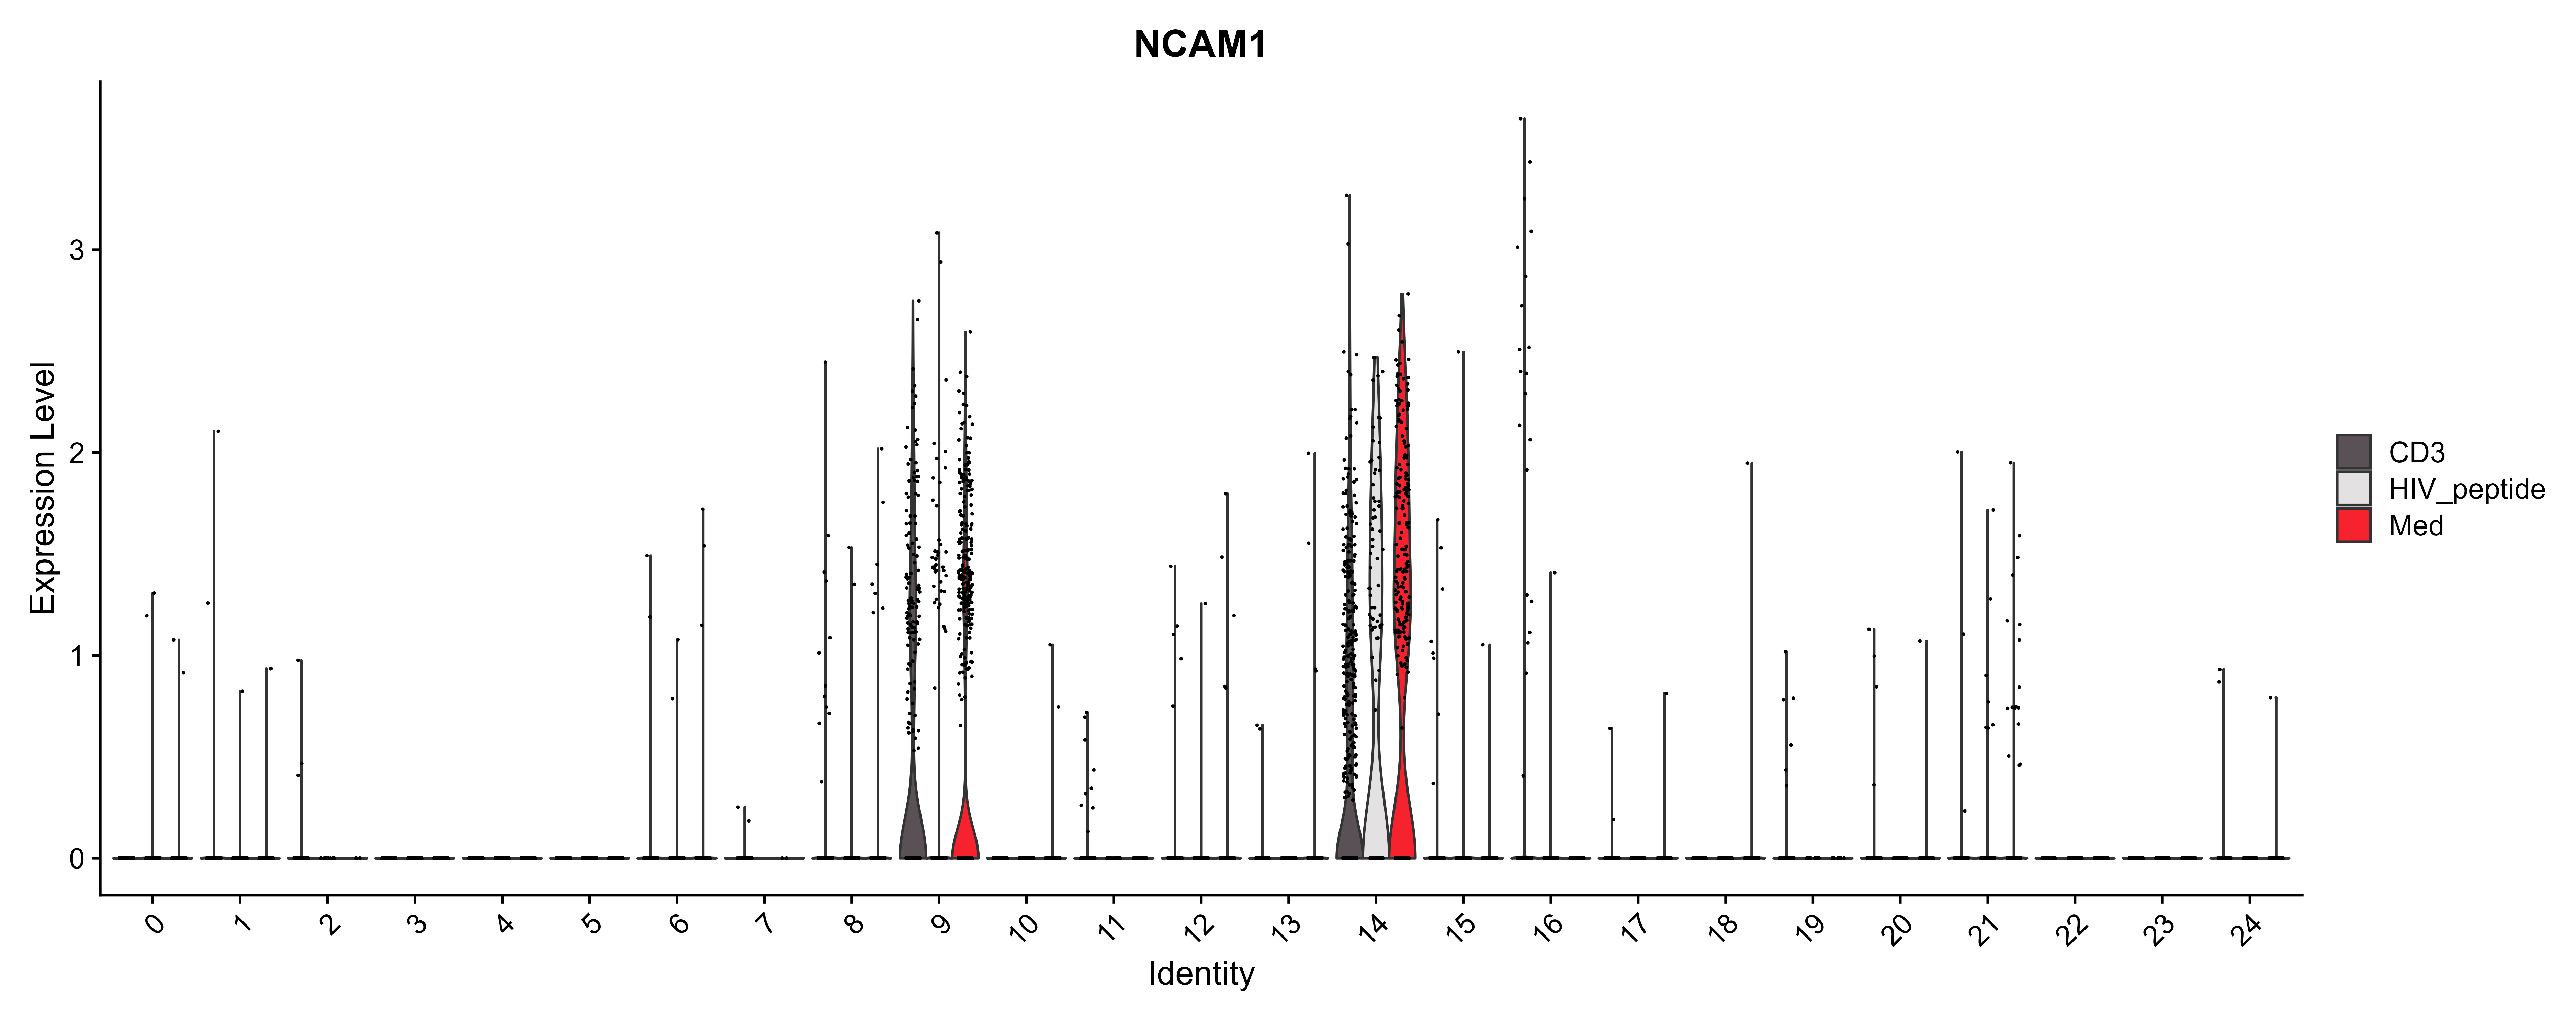 NCAM1
Expression Level
3
2
1
0
0 1 2 3 4 5 6 7 8 9 10 11 12 13 14 15 16 17 18 19 20 21 22 23 24
Identity
CD3
HIV_peptide
Med